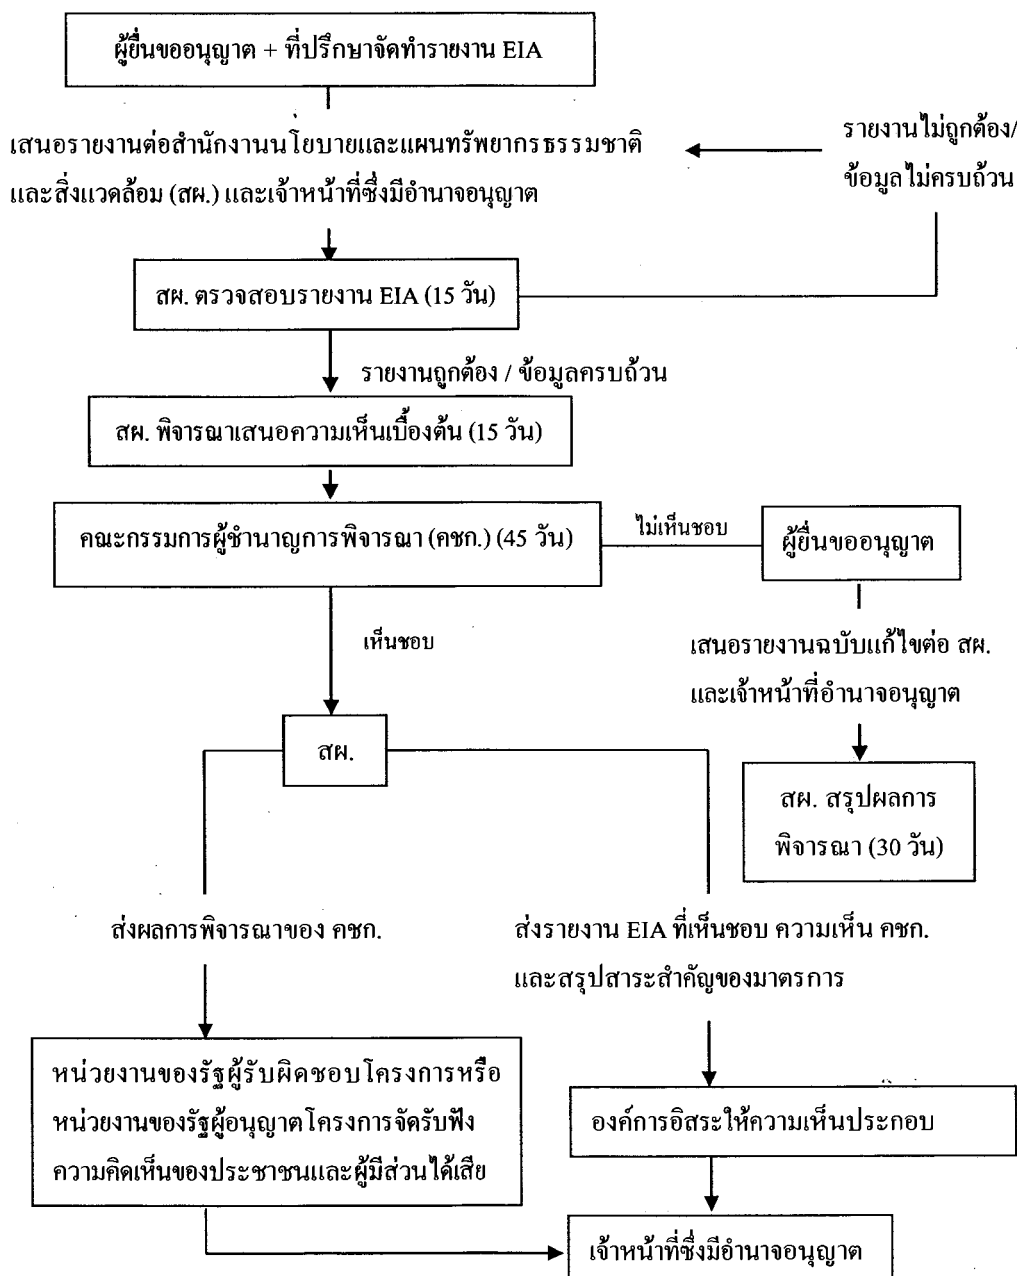 ผู้ยื่นขออนุญาต + ที่ปรึกษาจัดทำรายงาน EIA
เสนอรายงานต่อสำนักงานนโยบายและแผนทรัพยากรธรรมชาติ
และสิ่งแวดล้อม (สผ.) และเจ้าหน้าที่ซึ่งมีอำนาจอนุญาต
รายงานไม่ถูกต้อง/
ข้อมูลไม่ครบถ้วน
สผ. ตรวจสอบรายงาน EIA (15 วัน)
รายงานถูกต้อง / ข้อมูลครบถ้วน
สผ. พิจารณาเสนอความเห็นเบื้องต้น (15 วัน)
คณะกรรมการผู้ชำนาญการพิจารณา (คชก.) (45 วัน)
ไม่เห็นชอบ
ผู้ยื่นขออนุญาต
เห็นชอบ
เสนอรายงานฉบับแก้ไขต่อ สผ.
และเจ้าหน้าที่อำนาจอนุญาต
สผ.
สผ. สรุปผลการ
พิจารณา (30 วัน)
ส่งผลการพิจารณาของ คชก.
ส่งรายงาน EIA ที่เห็นชอบ ความเห็น คชก.
และสรุปสาระสำคัญของมาตรการ
หน่วยงานของรัฐผู้รับผิดชอบโครงการหรือ
หน่วยงานของรัฐผู้อนุญาตโครงการจัดรับฟัง
ความคิดเห็นของประชาชนและผู้มีส่วนได้เสีย
องค์การอิสระให้ความเห็นประกอบ
เจ้าหน้าที่ซึ่งมีอำนาจอนุญาต